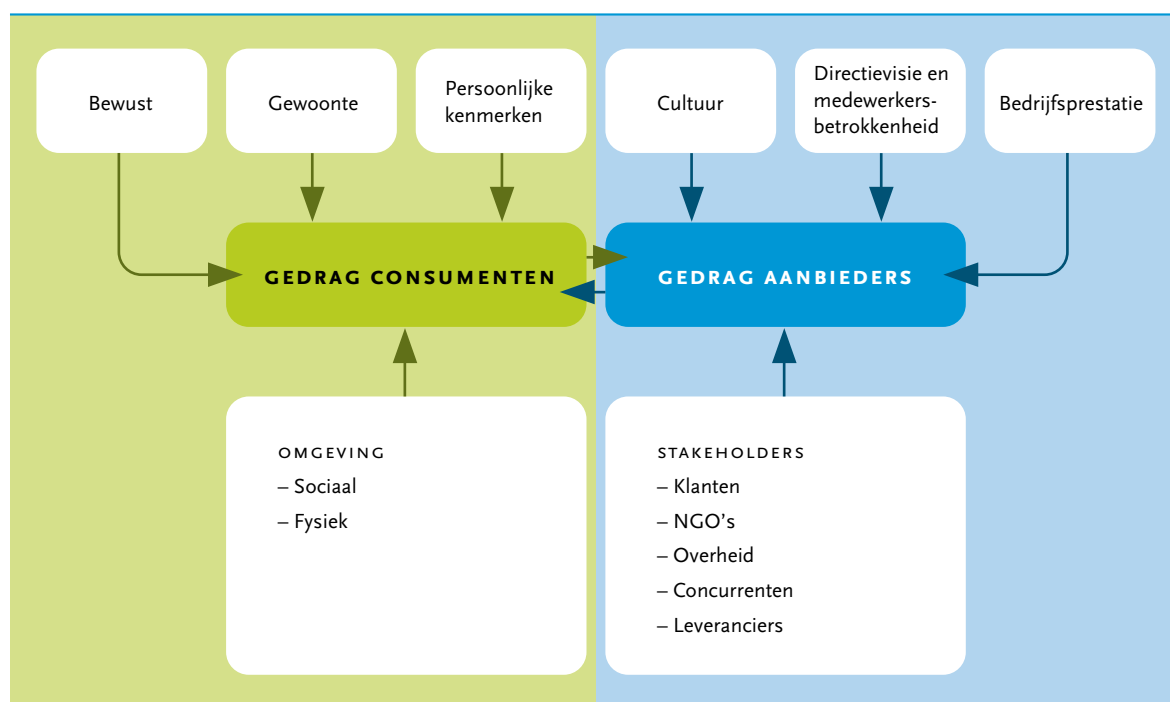 Bewust
Gewoonte
Persoonlijke
kenmerken
Cultuur
Directievisie en
medewerkers-
betrokkenheid
Bedrijfsprestatie
GEDRAG CONSUMENTEN
GEDRAG AANBIEDERS
OMGEVING
– Sociaal
– Fysiek
STAKEHOLDERS
– Klanten
– NGO’s
– Overheid
– Concurrenten
– Leveranciers